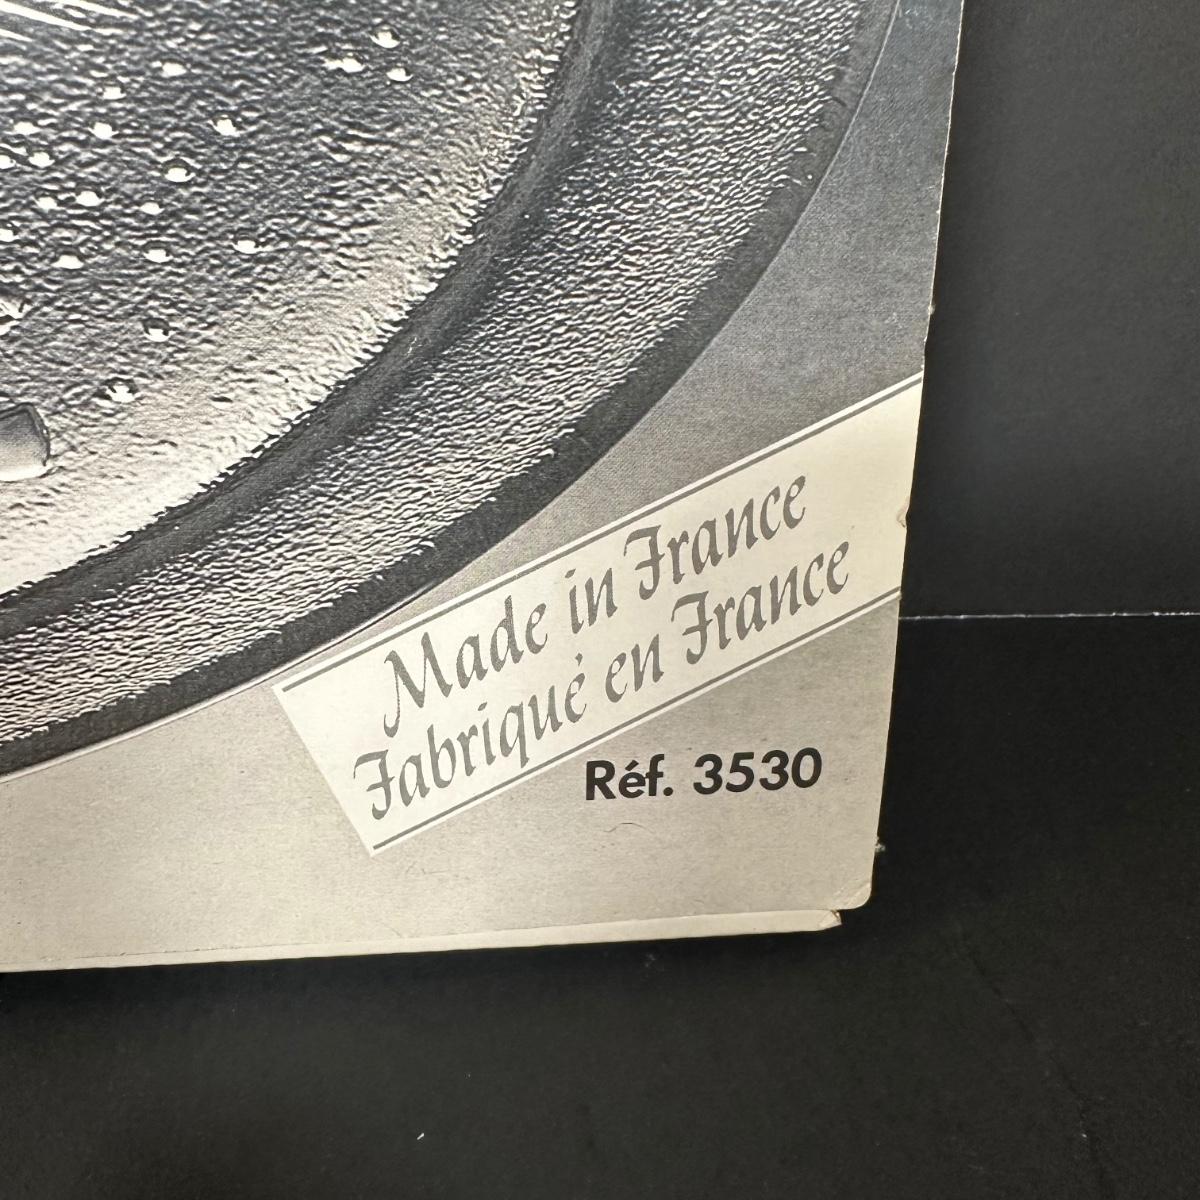 Made in France
Fabriqué en France
Réf. 3530